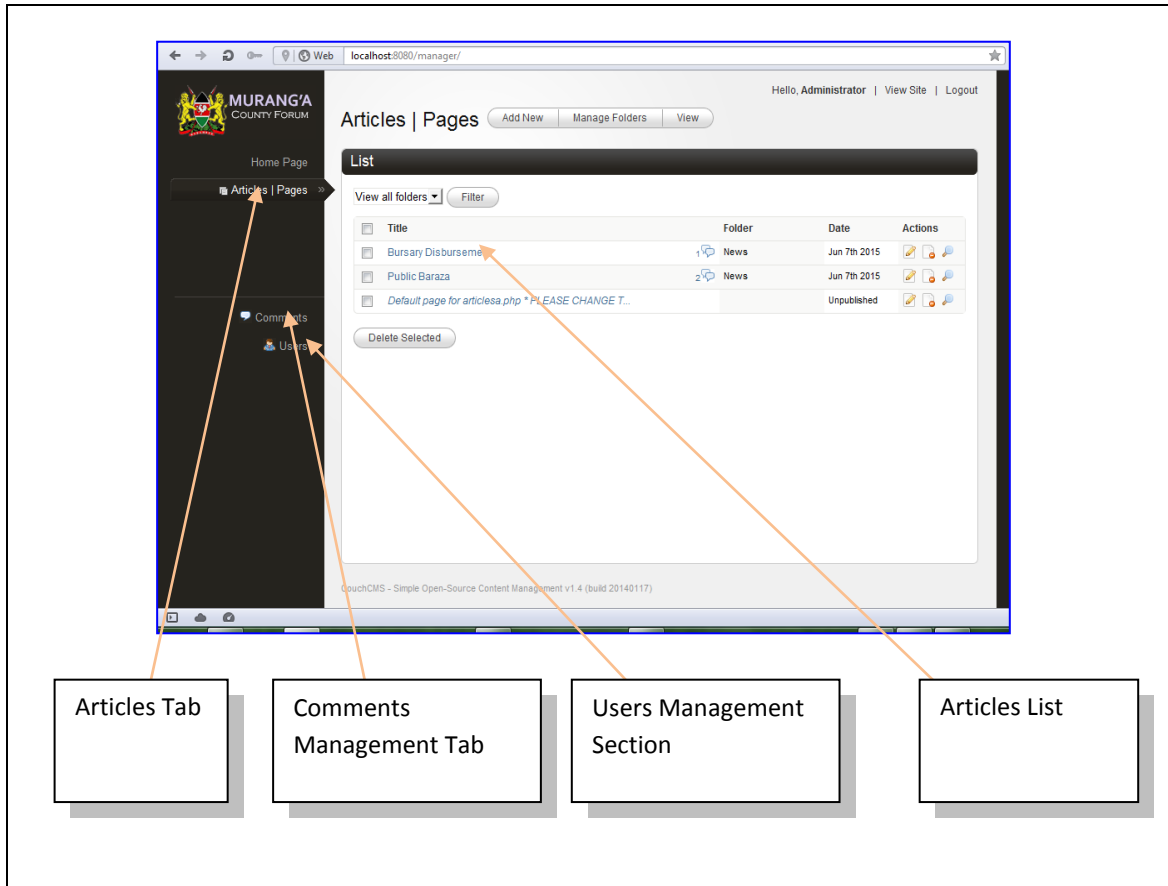 Web localhost:8080/manager/
MURANG'A
COUNTY FORUM
Hello, Administrator | View Site | Logout
Articles | Pages Add New Manage Folders View
Home Page
Articles | Pages »
Comments
Users
List
View all folders Filter
Title Folder Date Actions
Bursary Disburseme 1 News Jun 7th 2015
Public Baraza 2 News Jun 7th 2015
Default page for articlesa.php * PLEASE CHANGE T... Unpublished
Delete Selected
CouchCMS - Simple Open-Source Content Management v1.4 (build 20140117)
Articles Tab
Comments
Management Tab
Users Management
Section
Articles List